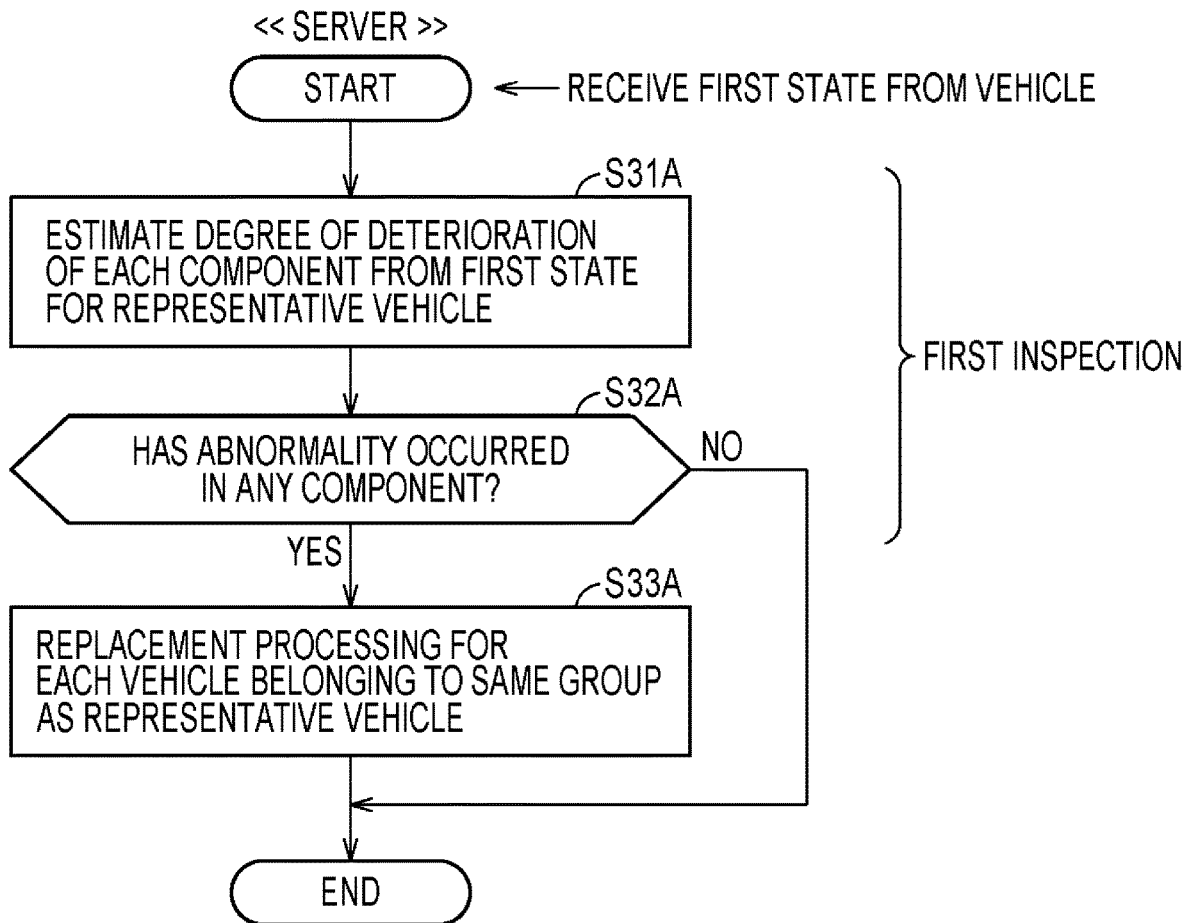 << SERVER >>
START
RECEIVE FIRST STATE FROM VEHICLE
S31A
ESTIMATE DEGREE OF DETERIORATION
OF EACH COMPONENT FROM FIRST STATE
FOR REPRESENTATIVE VEHICLE
FIRST INSPECTION
S32A
HAS ABNORMALITY OCCURRED
IN ANY COMPONENT?
NO
YES
S33A
REPLACEMENT PROCESSING FOR
EACH VEHICLE BELONGING TO SAME GROUP
AS REPRESENTATIVE VEHICLE
END